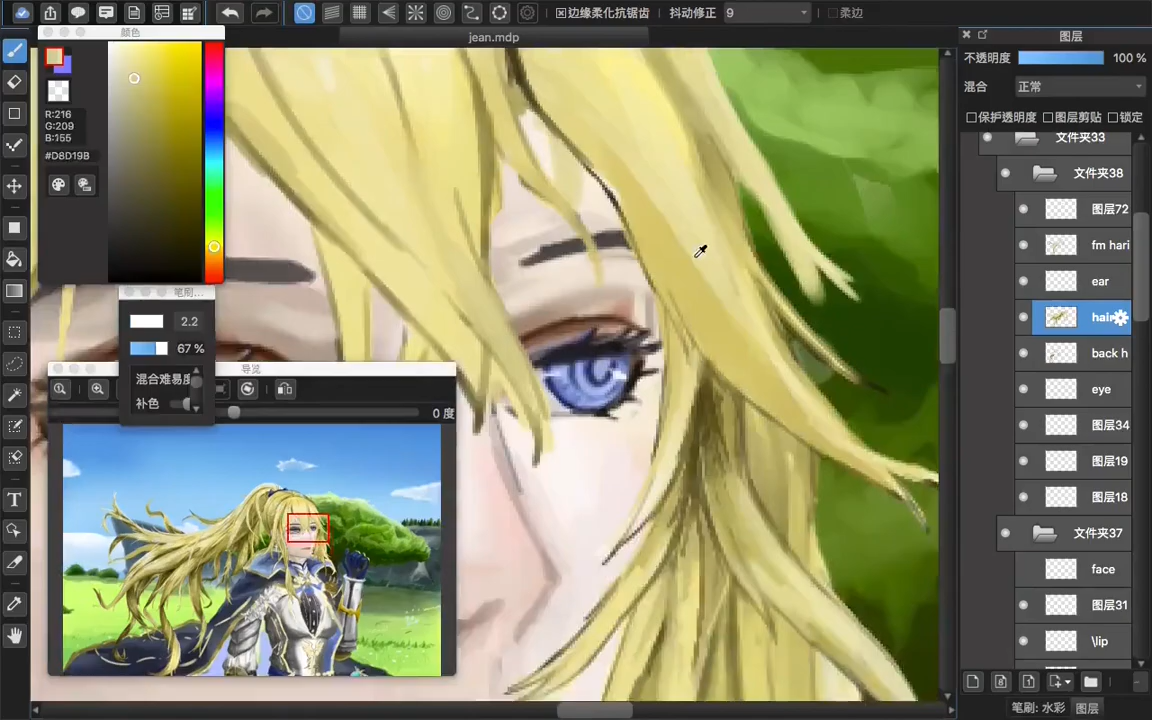 边缘柔化抗锯齿
抖动修正
9
柔边
jean.mdp
颜色
R:216
G:209
B:155
#D8D19B
笔刷...
2.2
67 %
混合难易度
补色
导览
0 度
T
图层
不透明度
100 %
混合
正常
保护透明度
图层剪贴
锁定
文件夹33
文件夹38
图层72
fm hari
ear
hair
back h
eye
图层34
图层19
图层18
文件夹37
face
图层31
\lip
8
1
笔刷: 水彩
图层